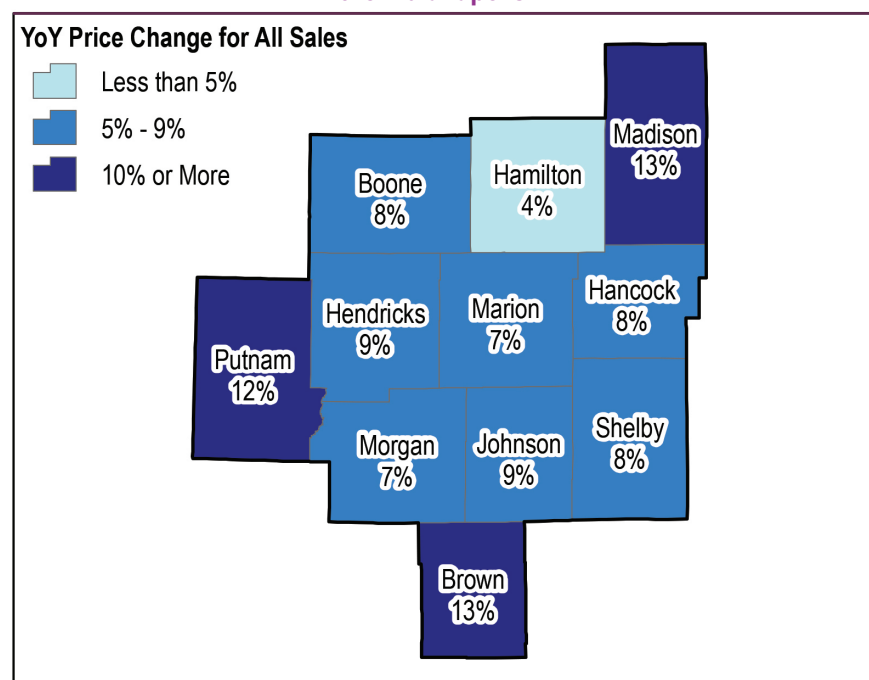 YoY Price Change for All Sales
Less than 5%
5% - 9%
10% or More
Madison
13%
Hamilton
4%
Boone
8%
Hancock
8%
Hendricks
9%
Marion
7%
Putnam
12%
Morgan
7%
Johnson
9%
Shelby
8%
Brown
13%